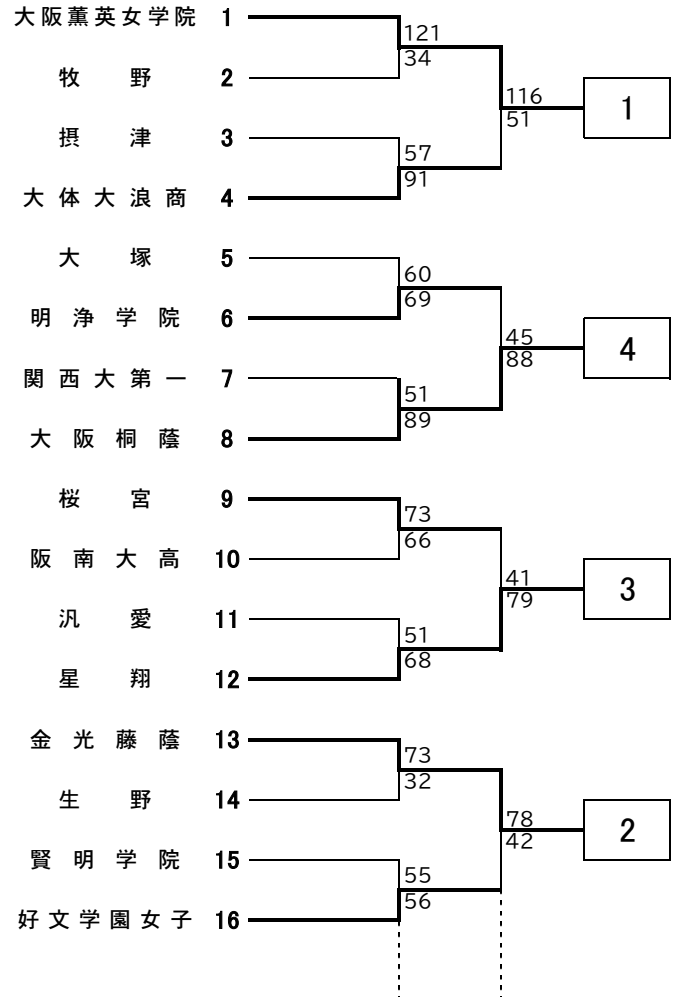 大阪薫英女学院 1
121
34
牧野 2
116
51
1
摂津 3
57
91
大体大浪商 4
大塚 5
60
69
明浄学院 6
45
88
4
関西大第一 7
51
89
大阪桐蔭 8
桜宮 9
73
66
阪南大高 10
41
79
3
汎愛 11
51
68
星翔 12
金光藤蔭 13
73
32
生野 14
78
42
2
賢明学院 15
55
56
好文学園女子 16